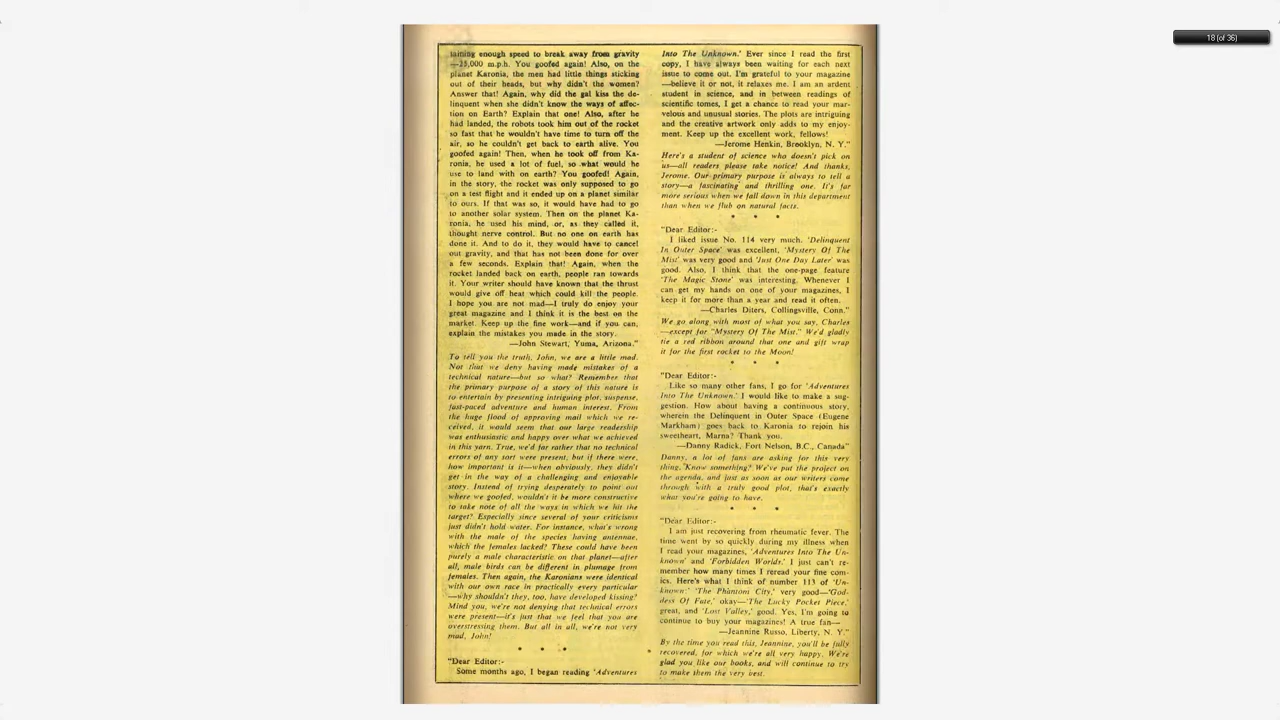 taining enough speed to break away from gravity
—25,000 m.p.h. You goofed again! Also, on the
planet Karonia, the men had little things sticking
out of their heads, but why didn't the women?
Answer that! Again, why did the gal kiss the de-
linquent when she didn't know the ways of affec-
tion on Earth? Explain that one! Also, after he
had landed, the robots took him out of the rocket
so fast that he wouldn't have time to turn off the
air, so he couldn't get back to earth alive. You
goofed again! Then, when he took off from Ka-
ronia, he used a lot of fuel, so what would he
use to land with on earth? You goofed! Again,
in the story, the rocket was only supposed to go
on a test flight and it ended up on a planet similar
to ours. If that was so, it would have had to go
to another solar system. Then on the planet Ka-
ronia, he used his mind, or, as they called it,
thought nerve control. But no one on earth has
done it. And to do it, they would have to cancel
out gravity, and that has not been done for over
a few seconds. Explain that! Again, when the
rocket landed back on earth, people ran towards
it. Your writer should have known that the thrust
would give off heat which could kill the people.
I hope you are not mad—I truly do enjoy your
great magazine and I think it is the best on the
market. Keep up the fine work—and if you can,
explain the mistakes you made in the story.
—John Stewart, Yuma, Arizona."
To tell you the truth, John, we are a little mad.
Not that we deny having made mistakes of a
technical nature—but so what? Remember that
the primary purpose of a story of this nature is
to entertain by presenting intriguing plot, suspense,
fast-paced adventure and human interest. From
the huge flood of approving mail which we re-
ceived, it would seem that our large readership
was enthusiastic and happy over what we achieved
in this yarn. True, we'd far rather that no technical
errors of any sort were present, but if there were,
how important is it—when obviously, they didn't
get in the way of a challenging and enjoyable
story. Instead of trying desperately to point out
where we goofed, wouldn't it be more constructive
to take note of all the ways in which we hit the
target? Especially since several of your criticisms
just didn't hold water. For instance, what's wrong
with the male of the species having antennae,
which the females lacked? These could have been
purely a male characteristic on that planet—after
all, male birds can be different in plumage from
females. Then again, the Karonians were identical
with our own race in practically every particular
—why shouldn't they, too, have developed kissing?
Mind you, we're not denying that technical errors
were present—it's just that we feel that you are
overstressing them. But all in all, we're not very
mad, John!
* * *
"Dear Editor:-
Some months ago, I began reading 'Adventures
Into The Unknown.' Ever since I read the first
copy, I have always been waiting for each next
issue to come out. I'm grateful to your magazine
—believe it or not, it relaxes me. I am an ardent
student in science, and in between readings of
scientific tomes, I get a chance to read your mar-
velous and unusual stories. The plots are intriguing
and the creative artwork only adds to my enjoy-
ment. Keep up the excellent work, fellows!
—Jerome Henkin, Brooklyn, N. Y."
Here's a student of science who doesn't pick on
us—all readers please take notice! And thanks,
Jerome. Our primary purpose is always to tell a
story—a fascinating and thrilling one. It's far
more serious when we fall down in this department
than when we flub on natural facts.
* * *
"Dear Editor:-
I liked issue No. 114 very much. 'Delinquent
In Outer Space' was excellent, 'Mystery Of The
Mist' was very good and 'Just One Day Later' was
good. Also, I think that the one-page feature
'The Magic Stone' was interesting. Whenever I
can get my hands on one of your magazines, I
keep it for more than a year and read it often.
—Charles Diters, Collingsville, Conn."
We go along with most of what you say, Charles
—except for "Mystery Of The Mist." We'd gladly
tie a red ribbon around that one and gift wrap
it for the first rocket to the Moon!
* * *
"Dear Editor:-
Like so many other fans, I go for 'Adventures
Into The Unknown.' I would like to make a sug-
gestion. How about having a continuous story,
wherein the Delinquent in Outer Space (Eugene
Markham) goes back to Karonia to rejoin his
sweetheart, Marna? Thank you.
—Danny Radick, Fort Nelson, B.C., Canada"
Danny, a lot of fans are asking for this very
thing. Know something? We've put the project on
the agenda, and just as soon as our writers come
through with a truly good plot, that's exactly
what you're going to have.
* * *
"Dear Editor:-
I am just recovering from rheumatic fever. The
time went by so quickly during my illness when
I read your magazines, 'Adventures Into The Un-
known' and 'Forbidden Worlds.' I just can't re-
member how many times I reread your fine com-
ics. Here's what I think of number 113 of 'Un-
known:' 'The Phantom City,' very good—'God-
dess Of Fate,' okay—'The Lucky Pocket Piece,'
great, and 'Lost Valley,' good. Yes, I'm going to
continue to buy your magazines! A true fan—
—Jeannine Russo, Liberty, N. Y."
By the time you read this, Jeannine, you'll be fully
recovered, for which we're all very happy. We're
glad you like our books, and will continue to try
to make them the very best.
18 (of 36)